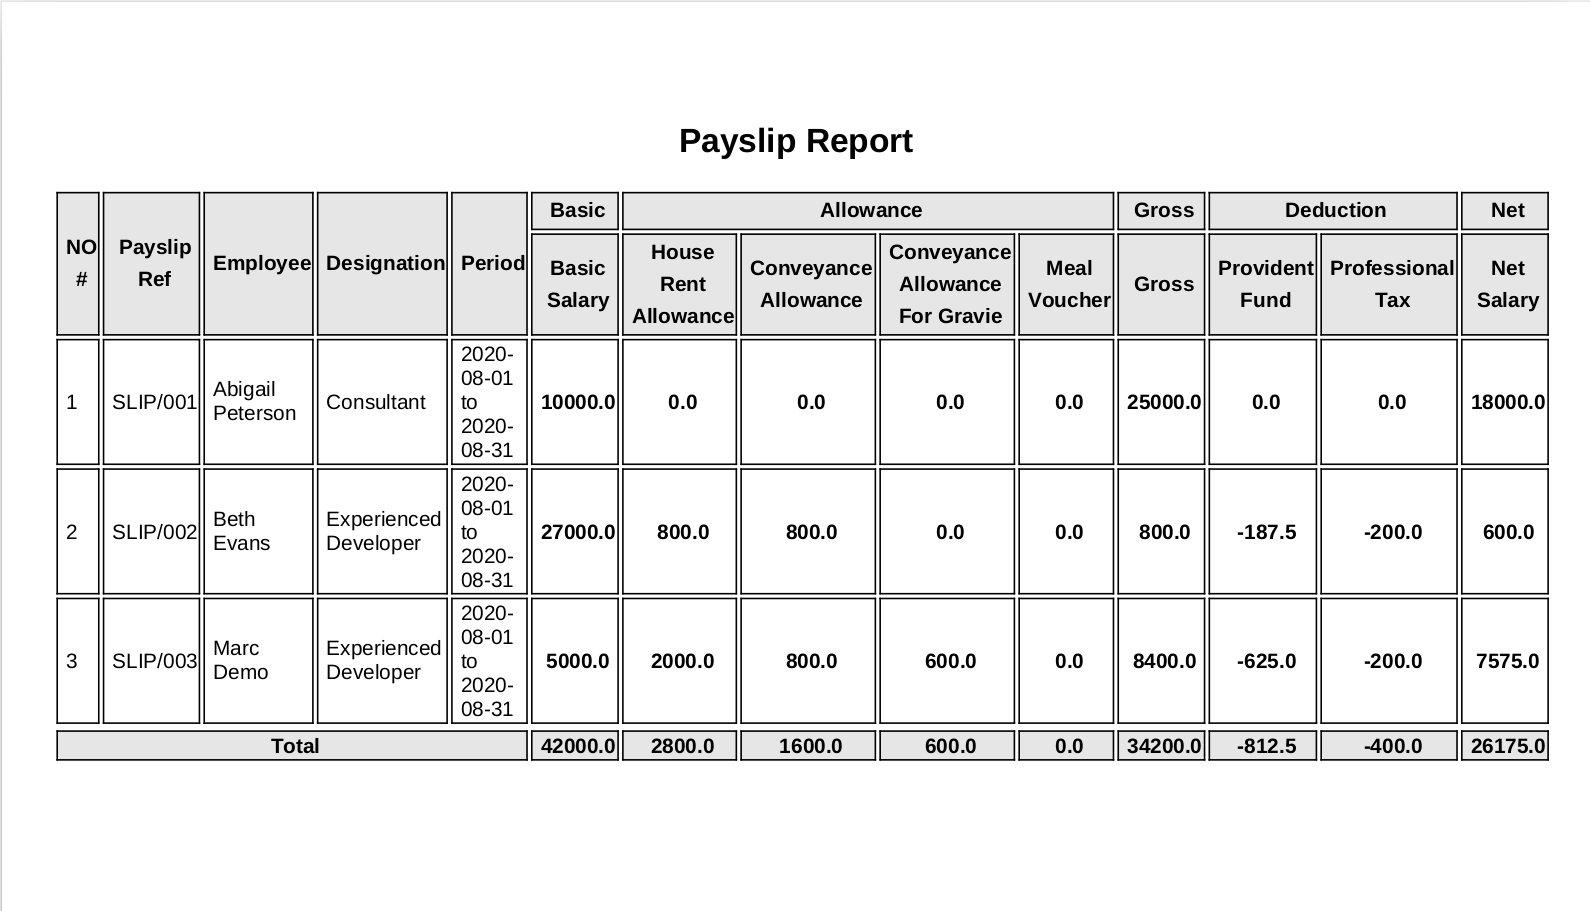 Payslip Report
NO # Payslip Ref Employee Designation Period Basic Allowance Gross Deduction Net
Basic Salary House Rent Allowance Conveyance Allowance Conveyance Allowance For Gravie Meal Voucher Gross Provident Fund Professional Tax Net Salary
1 SLIP/001 Abigail Peterson Consultant 2020-08-01 to 2020-08-31 10000.0 0.0 0.0 0.0 0.0 25000.0 0.0 0.0 18000.0
2 SLIP/002 Beth Evans Experienced Developer 2020-08-01 to 2020-08-31 27000.0 800.0 800.0 0.0 0.0 800.0 -187.5 -200.0 600.0
3 SLIP/003 Marc Demo Experienced Developer 2020-08-01 to 2020-08-31 5000.0 2000.0 800.0 600.0 0.0 8400.0 -625.0 -200.0 7575.0
Total 42000.0 2800.0 1600.0 600.0 0.0 34200.0 -812.5 -400.0 26175.0